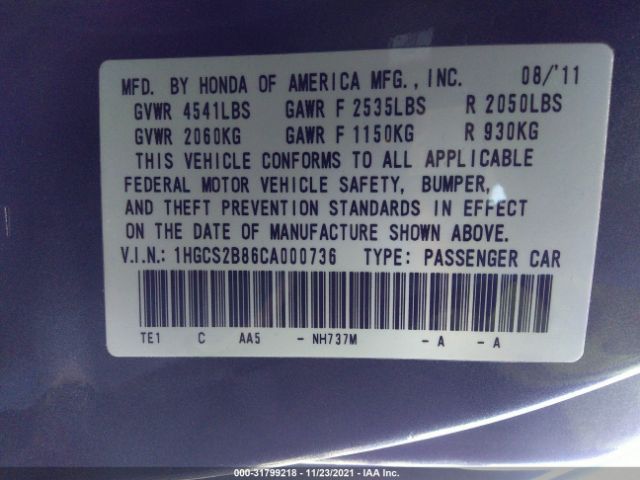 MFD. BY HONDA OF AMERICA MFG., INC. 08/'11
GVWR 4541LBS GAWR F 2535LBS R 2050LBS
GVWR 2060KG GAWR F 1150KG R 930KG
THIS VEHICLE CONFORMS TO ALL APPLICABLE
FEDERAL MOTOR VEHICLE SAFETY, BUMPER,
AND THEFT PREVENTION STANDARDS IN EFFECT
ON THE DATE OF MANUFACTURE SHOWN ABOVE.
V.I.N.: 1HGCS2B86CA000736 TYPE: PASSENGER CAR
TE1 C AA5 - NH737M - A - A
000-31799218 - 11/23/2021 - IAA Inc.